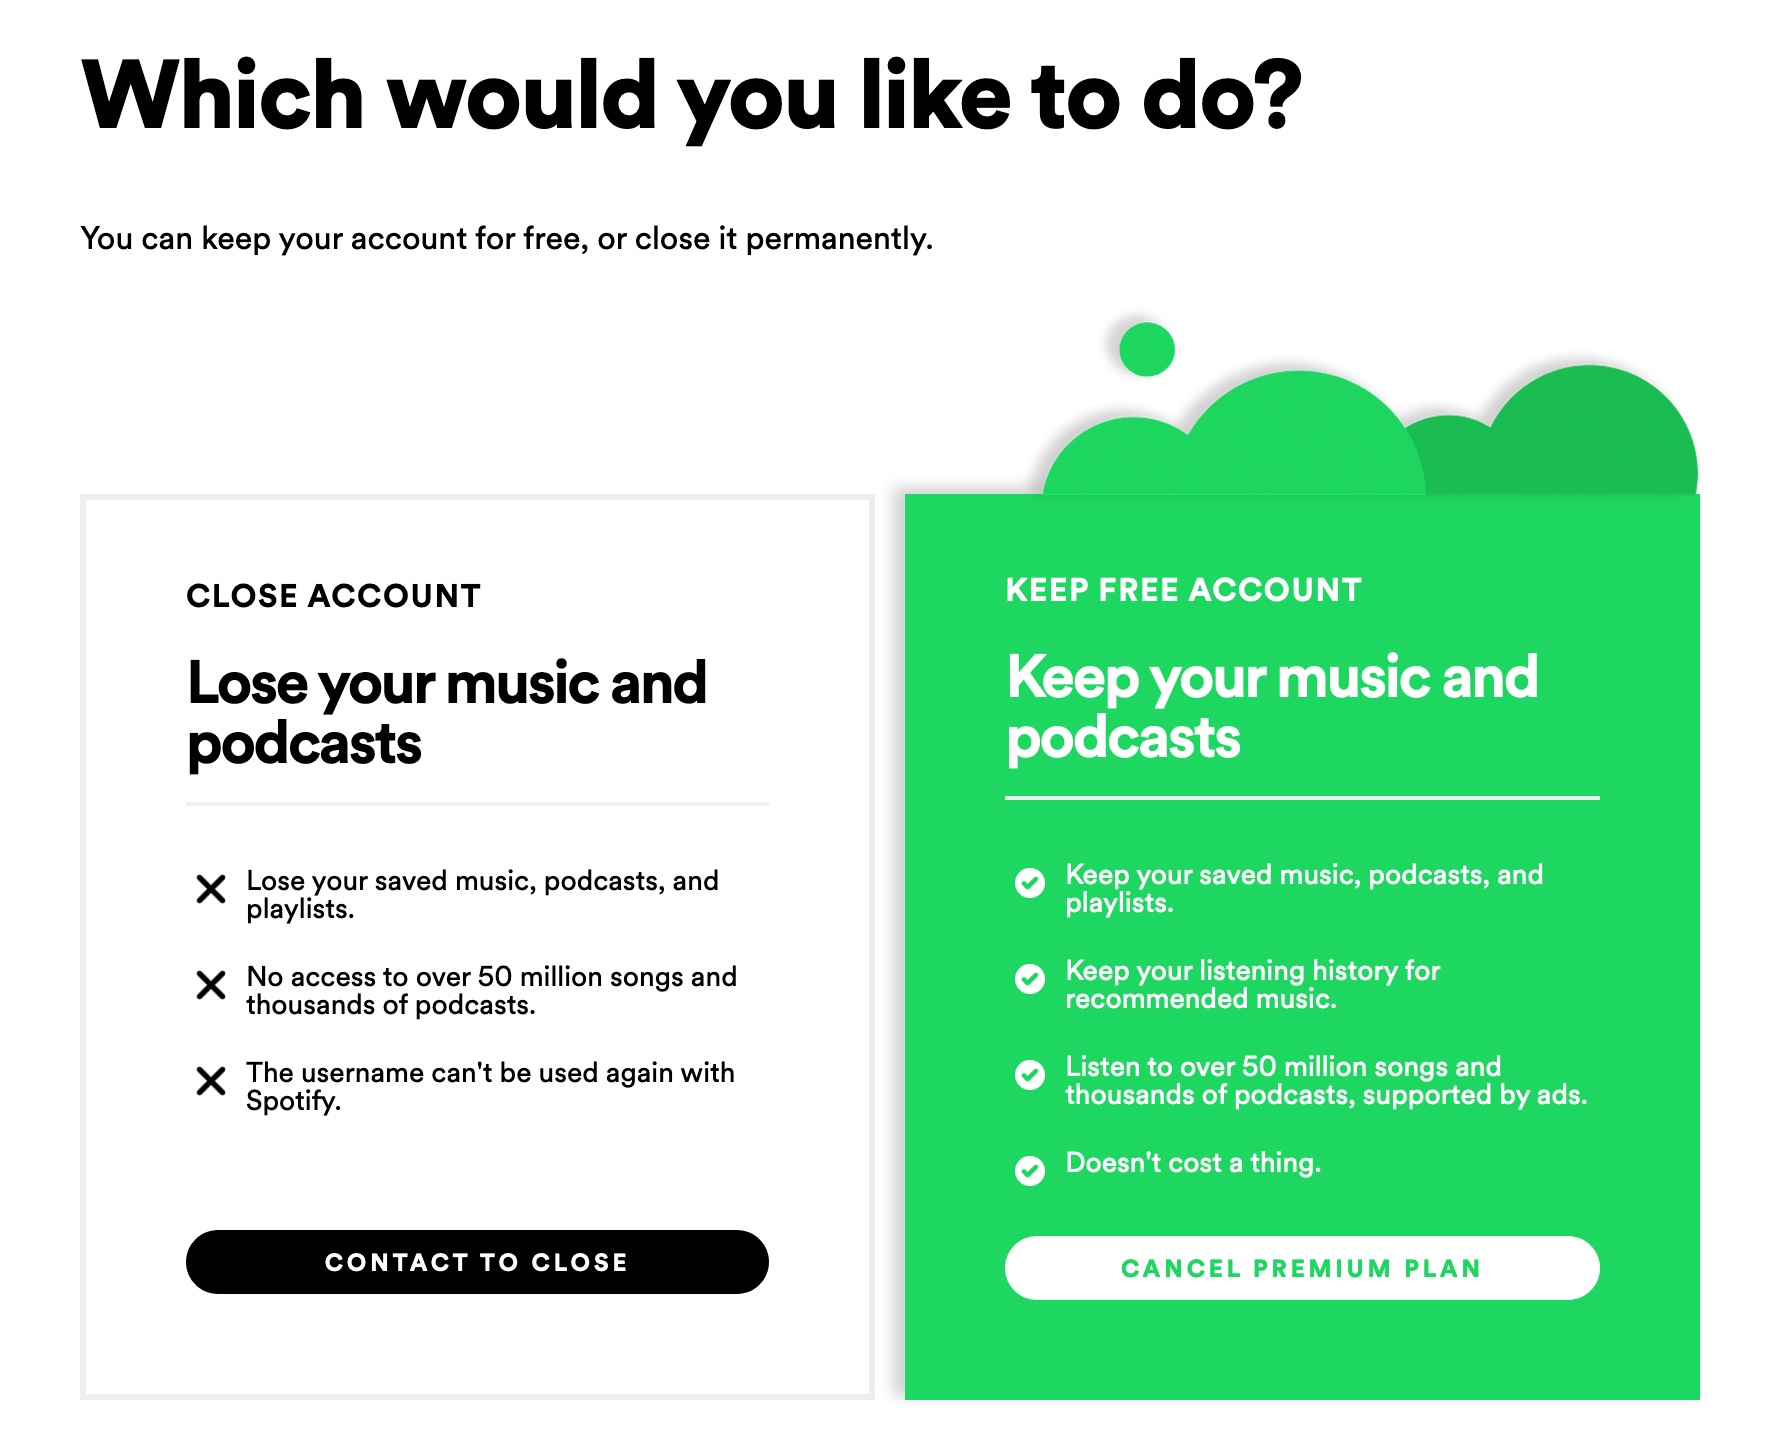 Which would you like to do?
You can keep your account for free, or close it permanently.
CLOSE ACCOUNT
Lose your music and
podcasts
Lose your saved music, podcasts, and
playlists.
No access to over 50 million songs and
thousands of podcasts.
The username can't be used again with
Spotify.
CONTACT TO CLOSE
KEEP FREE ACCOUNT
Keep your music and
podcasts
Keep your saved music, podcasts, and
playlists.
Keep your listening history for
recommended music.
Listen to over 50 million songs and
thousands of podcasts, supported by ads.
Doesn't cost a thing.
CANCEL PREMIUM PLAN